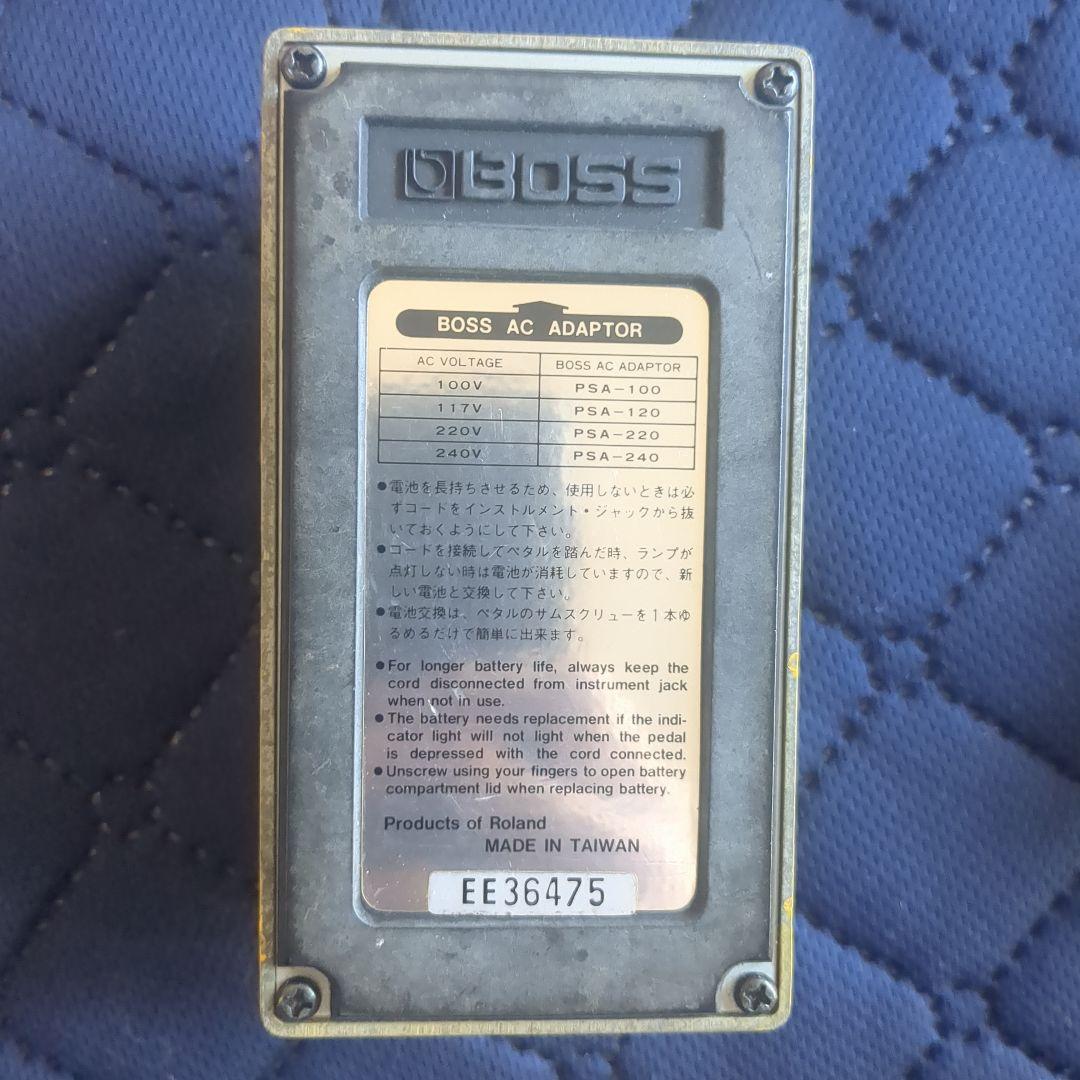 BOSS
BOSS AC ADAPTOR
AC VOLTAGE BOSS AC ADAPTOR
100V PSA-100
117V PSA-120
220V PSA-220
240V PSA-240
●電池を長持ちさせるため、使用しないときは必
ずコードをインストルメント・ジャックから抜
いておくようにして下さい。
●コードを接続してペタルを踏んだ時、ランプが
点灯しない時は電池が消耗していますので、新
しい電池と交換して下さい。
●電池交換は、ペタルのサムスクリューを1本ゆ
るめるだけで簡単に出来ます。
●For longer battery life, always keep the
cord disconnected from instrument jack
when not in use.
●The battery needs replacement if the indi-
cator light will not light when the pedal
is depressed with the cord connected.
●Unscrew using your fingers to open battery
compartment lid when replacing battery.
Products of Roland
MADE IN TAIWAN
EE36475